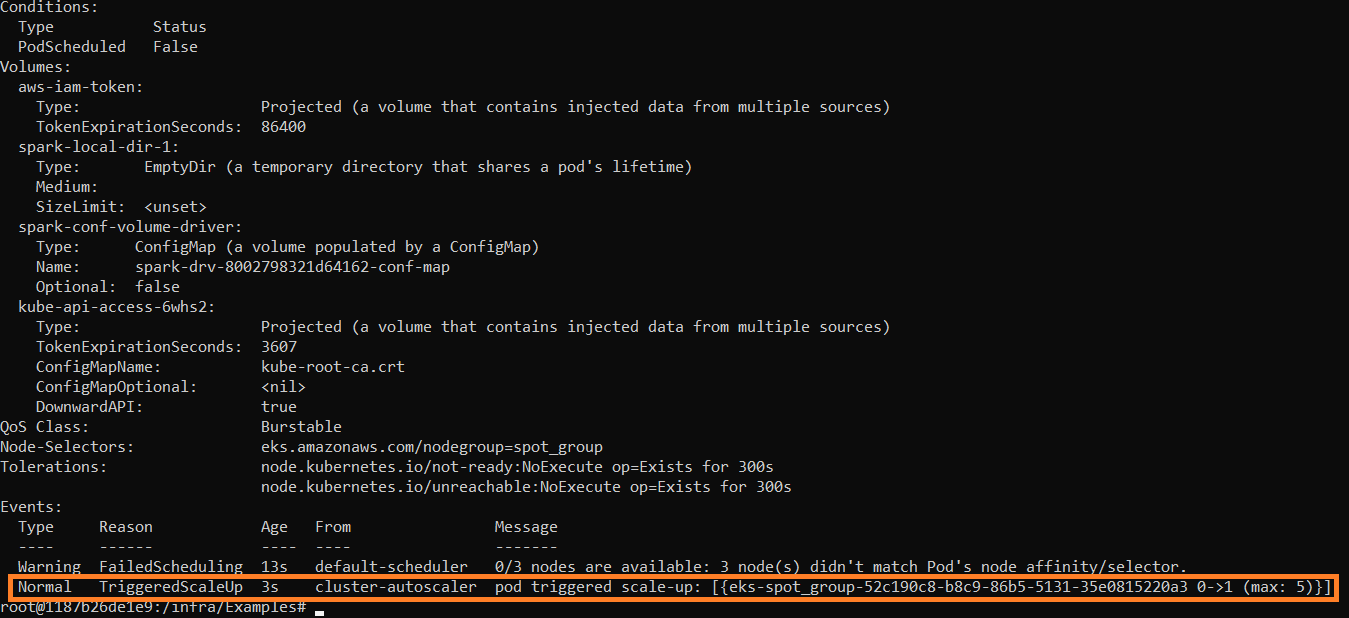 Conditions:
  Type           Status
  PodScheduled   False
Volumes:
  aws-iam-token:
    Type:                    Projected (a volume that contains injected data from multiple sources)
    TokenExpirationSeconds:  86400
  spark-local-dir-1:
    Type:       EmptyDir (a temporary directory that shares a pod's lifetime)
    Medium:
    SizeLimit:  <unset>
  spark-conf-volume-driver:
    Type:      ConfigMap (a volume populated by a ConfigMap)
    Name:      spark-drv-8002798321d64162-conf-map
    Optional:  false
  kube-api-access-6whs2:
    Type:                    Projected (a volume that contains injected data from multiple sources)
    TokenExpirationSeconds:  3607
    ConfigMapName:           kube-root-ca.crt
    ConfigMapOptional:       <nil>
    DownwardAPI:             true
QoS Class:                   Burstable
Node-Selectors:              eks.amazonaws.com/nodegroup=spot_group
Tolerations:                 node.kubernetes.io/not-ready:NoExecute op=Exists for 300s
                             node.kubernetes.io/unreachable:NoExecute op=Exists for 300s
Events:
  Type     Reason            Age   From                Message
  ----     ------            ----  ----                -------
  Warning  FailedScheduling  13s   default-scheduler   0/3 nodes are available: 3 node(s) didn't match Pod's node affinity/selector.
  Normal   TriggeredScaleUp  3s    cluster-autoscaler  pod triggered scale-up: [{eks-spot_group-52c190c8-b8c9-86b5-5131-35e0815220a3 0->1 (max: 5)}]
root@1187b26de1e9:/infra/Examples#